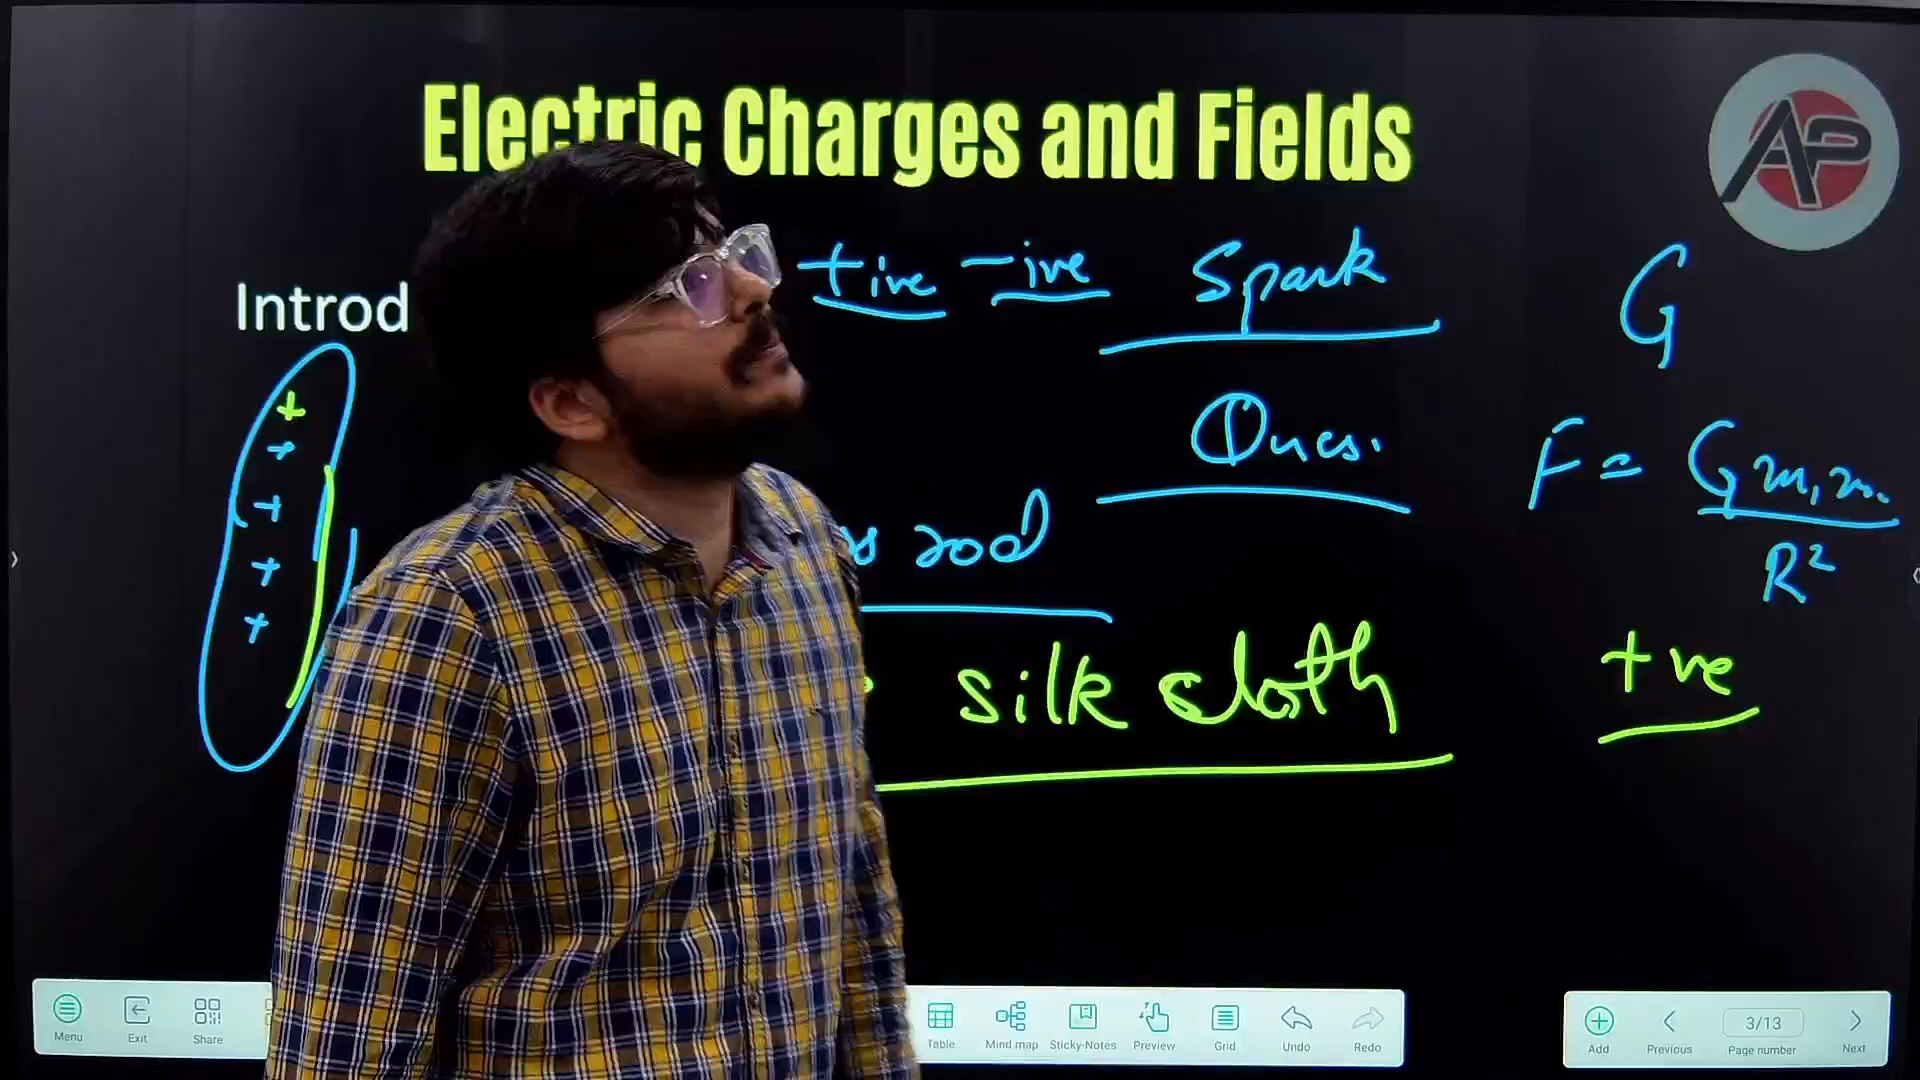 Electric Charges and Fields
AP
Introd
+ive -ive Spark
G
Ques.
F = G m, m.
R²
rod
silk cloth
+ve
+
+
+
+
+
Menu
Exit
Share
Table
Mind map
Sticky-Notes
Preview
Grid
Undo
Redo
Add
Previous
3/13
Page number
Next